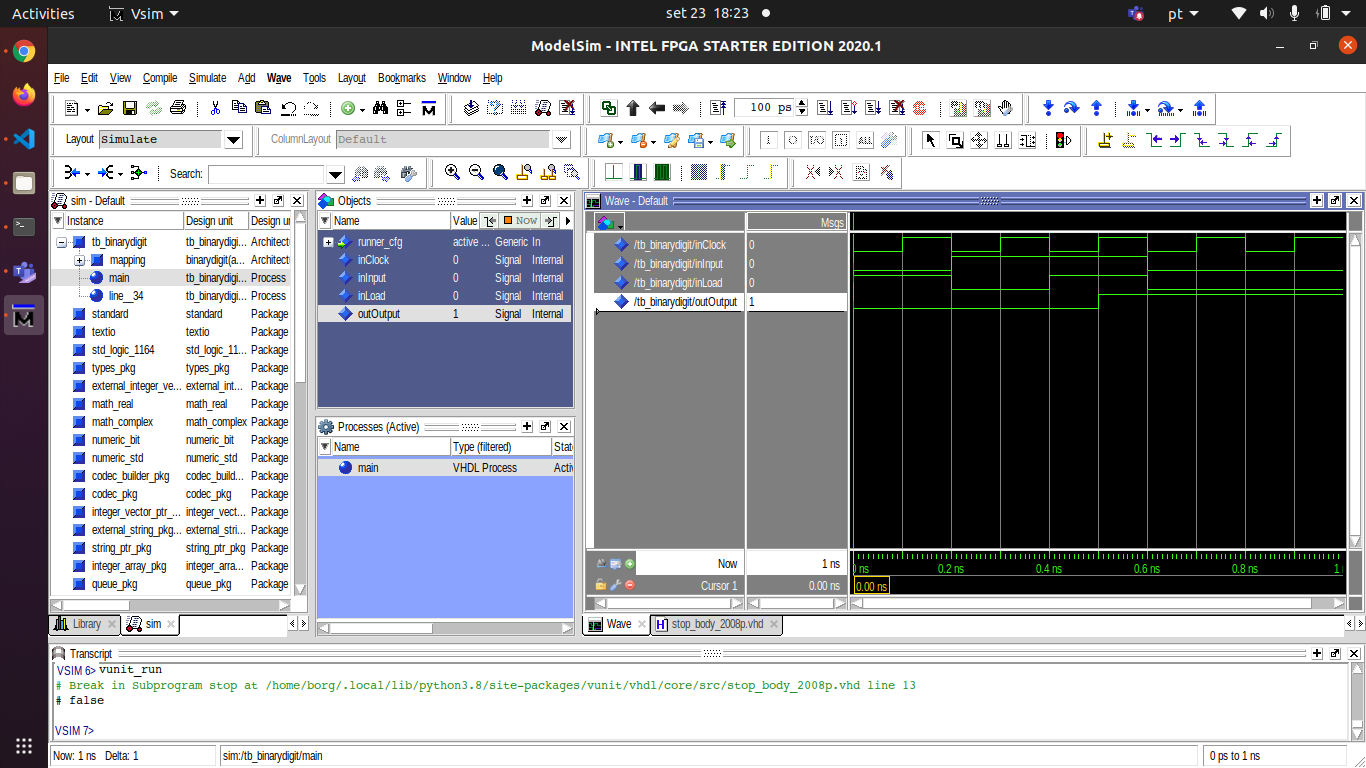 Activities Vsim set 23 18:23 pt
ModelSim - INTEL FPGA STARTER EDITION 2020.1
File Edit View Compile Simulate Add Wave Tools Layout Bookmarks Window Help
100 ps
Layout Simulate ColumnLayout Default
Search:
sim - Default Objects Wave - Default
Instance Design unit Design u Name Value Now Msgs
tb_binarydigit tb_binarydigi... Architect runner_cfg active ... Generic In /tb_binarydigit/inClock 0
mapping binarydigit(a... Architect inClock 0 Signal Internal /tb_binarydigit/inInput 0
main tb_binarydigi... Process inInput 0 Signal Internal /tb_binarydigit/inLoad 0
line__34 tb_binarydigi... Process inLoad 0 Signal Internal /tb_binarydigit/outOutput 1
standard standard Package outOutput 1 Signal Internal
textio textio Package
std_logic_1164 std_logic_11... Package
types_pkg types_pkg Package
external_integer_ve... external_int... Package
math_real math_real Package
math_complex math_complex Package Processes (Active)
numeric_bit numeric_bit Package Name Type (filtered) State
numeric_std numeric_std Package main VHDL Process Activ
codec_builder_pkg codec_build... Package
codec_pkg codec_pkg Package
integer_vector_ptr_... integer_vect... Package
external_string_pkg... external_stri... Package
string_ptr_pkg string_ptr_pkg Package
integer_array_pkg integer_arra... Package Now 1 ns ns 0.2 ns 0.4 ns 0.6 ns 0.8 ns 1
queue_pkg queue_pkg Package Cursor 1 0.00 ns 0.00 ns
Library sim Wave stop_body_2008p.vhd
Transcript
VSIM 6> vunit_run
# Break in Subprogram stop at /home/borg/.local/lib/python3.8/site-packages/vunit/vhdl/core/src/stop_body_2008p.vhd line 13
# false
VSIM 7>
Now: 1 ns Delta: 1 sim:/tb_binarydigit/main 0 ps to 1 ns